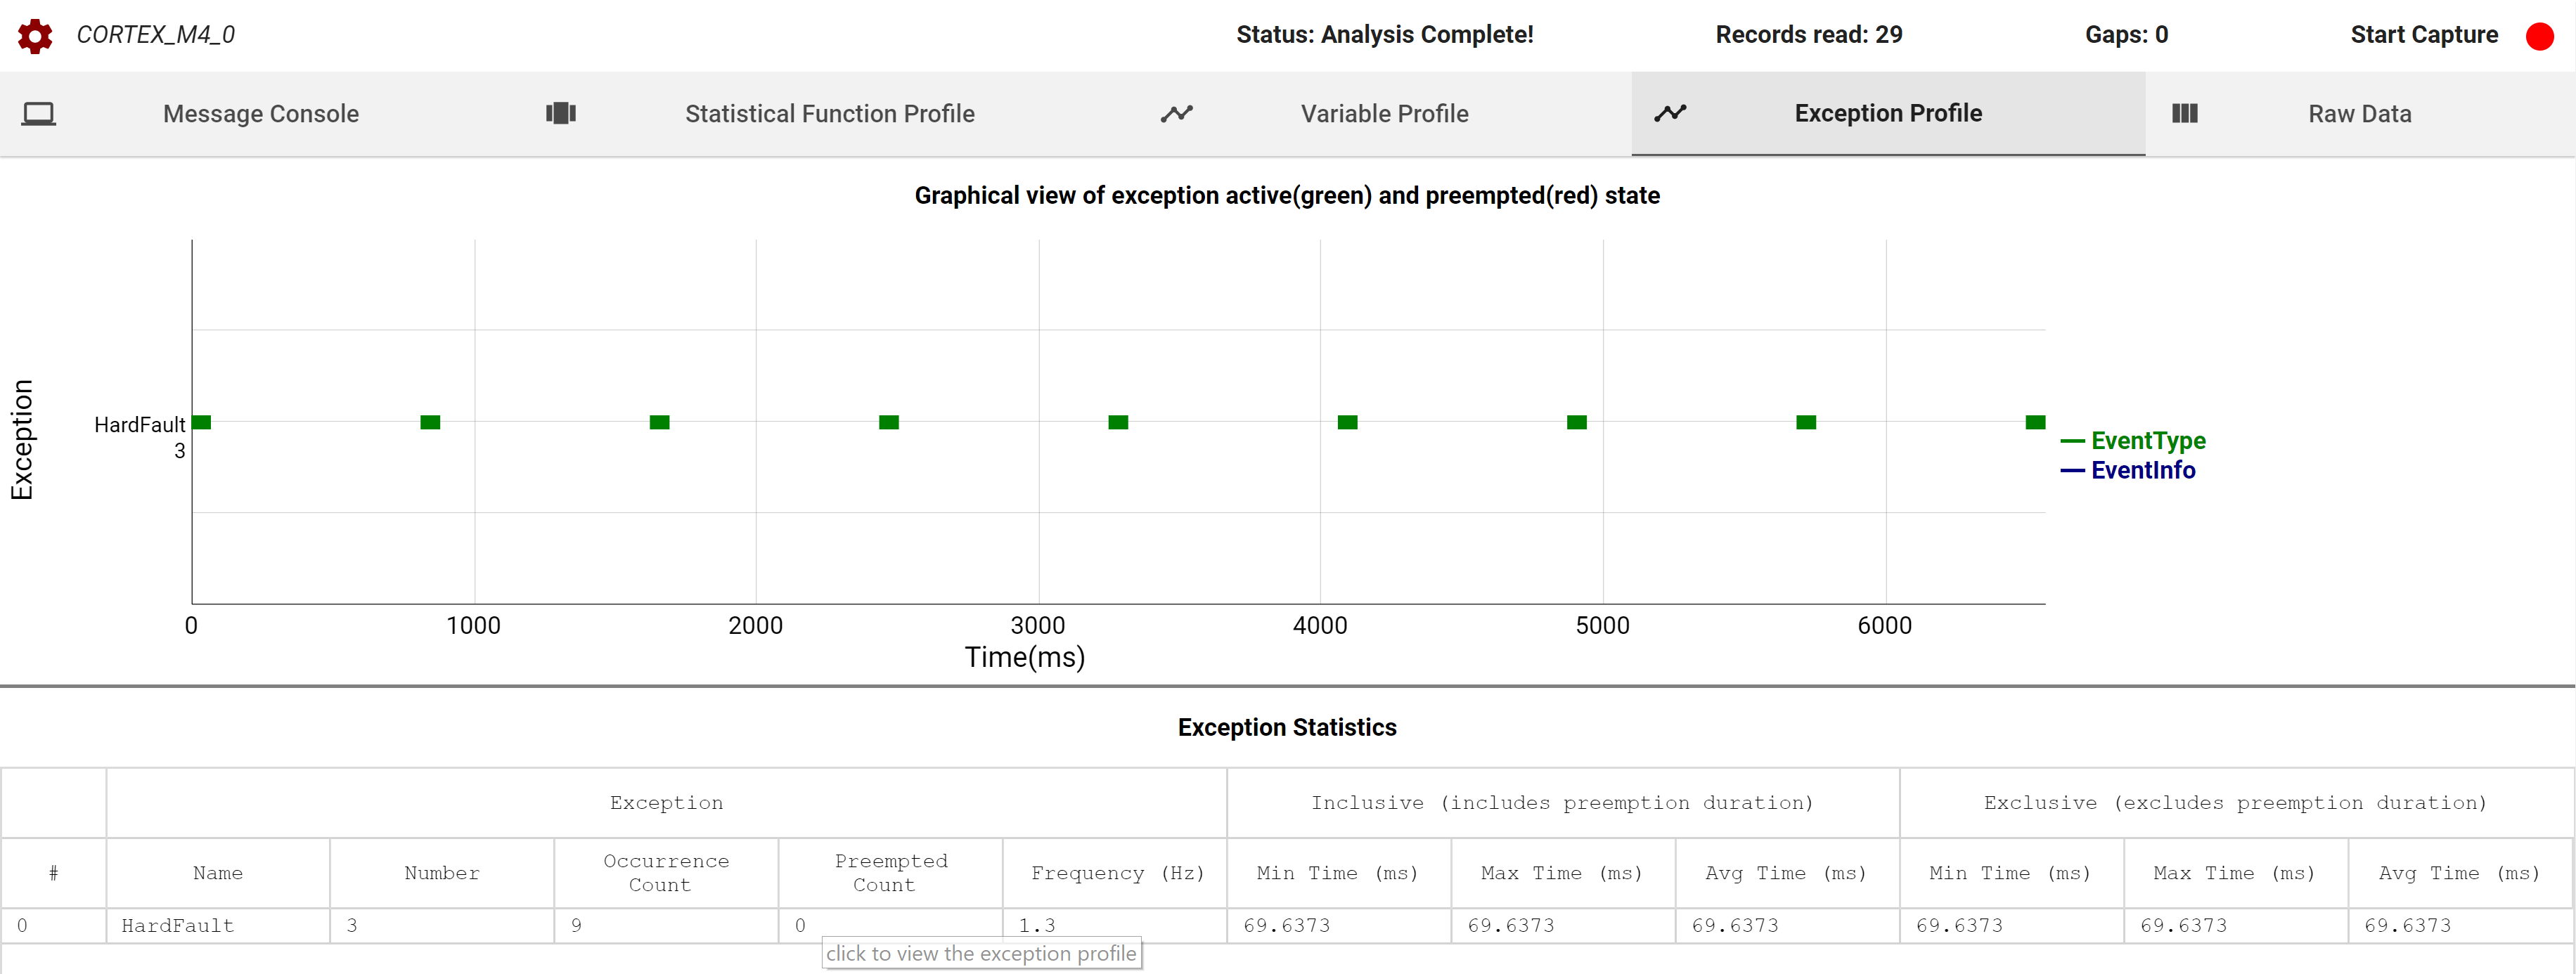 CORTEX_M4_0
Status: Analysis Complete!
Records read: 29
Gaps: 0
Start Capture
Message Console
Statistical Function Profile
Variable Profile
Exception Profile
Raw Data
Graphical view of exception active(green) and preempted(red) state
Exception
HardFault
3
EventType
EventInfo
0 1000 2000 3000 4000 5000 6000
Time(ms)
Exception Statistics
Exception Inclusive (includes preemption duration) Exclusive (excludes preemption duration)
# Name Number Occurrence Count Preempted Count Frequency (Hz) Min Time (ms) Max Time (ms) Avg Time (ms) Min Time (ms) Max Time (ms) Avg Time (ms)
0 HardFault 3 9 0 1.3 69.6373 69.6373 69.6373 69.6373 69.6373 69.6373
click to view the exception profile